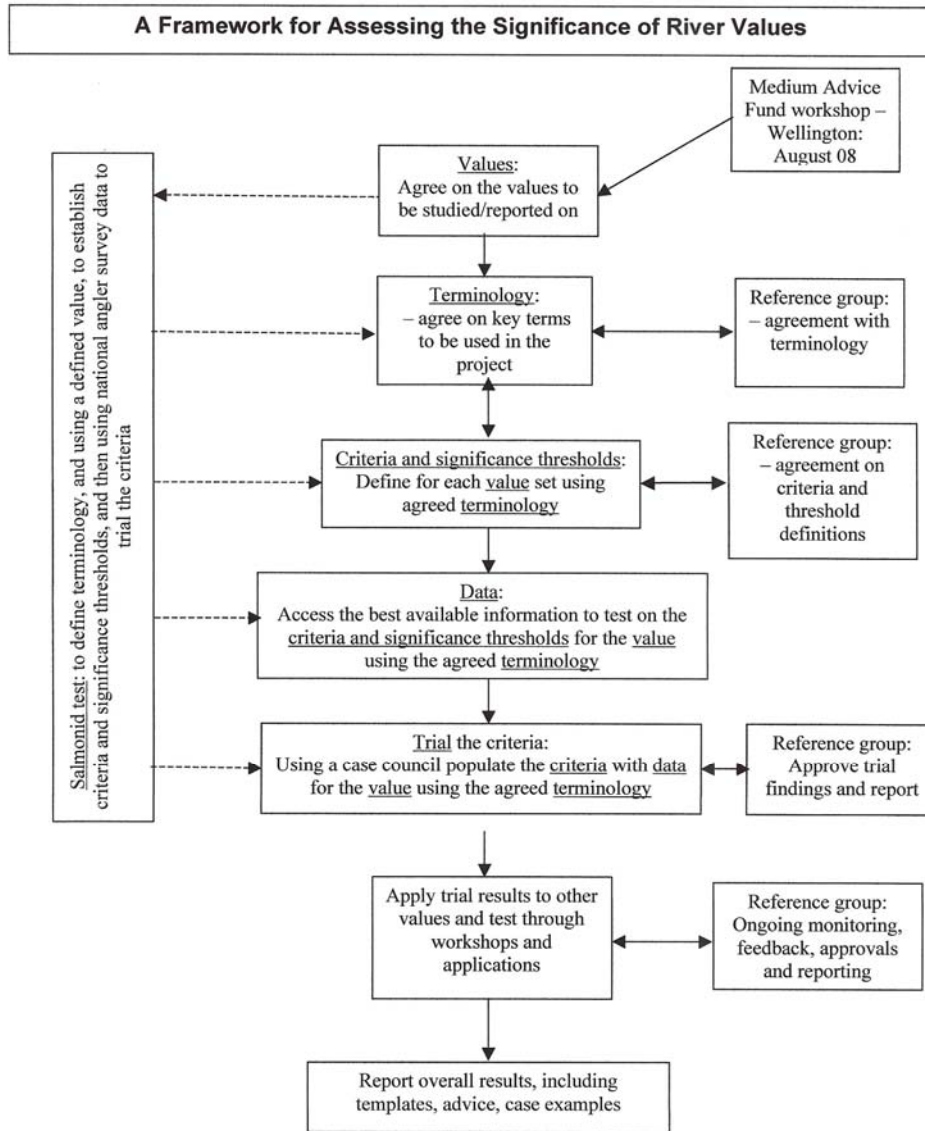 A Framework for Assessing the Significance of River Values
Medium Advice
Fund workshop –
Wellington:
August 08
Values:
Agree on the values to
be studied/reported on
Salmonid test: to define terminology, and using a defined value, to establish
criteria and significance thresholds, and then using national angler survey data to
trial the criteria
Terminology:
– agree on key terms
to be used in the
project
Reference group:
– agreement with
terminology
Criteria and significance thresholds:
Define for each value set using
agreed terminology
Reference group:
– agreement on
criteria and
threshold
definitions
Data:
Access the best available information to test on the
criteria and significance thresholds for the value
using the agreed terminology
Trial the criteria:
Using a case council populate the criteria with data
for the value using the agreed terminology
Reference group:
Approve trial
findings and report
Apply trial results to other
values and test through
workshops and
applications
Reference group:
Ongoing monitoring,
feedback, approvals
and reporting
Report overall results, including
templates, advice, case examples